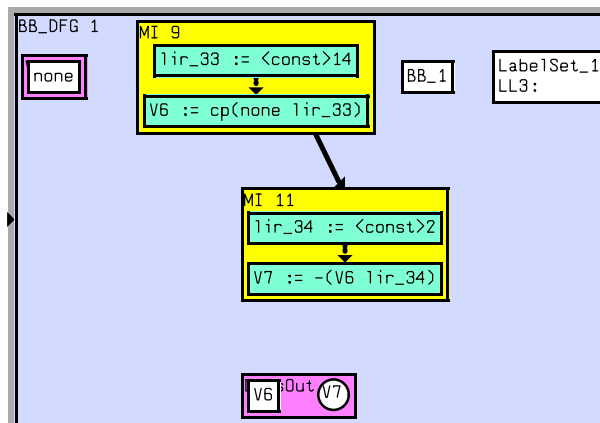 BB_DFG 1
MI 9
none
lir_33 := <const>14
V6 := cp(none lir_33)
BB_1
LabelSet_1
LL3:
MI 11
lir_34 := <const>2
V7 := -(V6 lir_34)
V6
V7